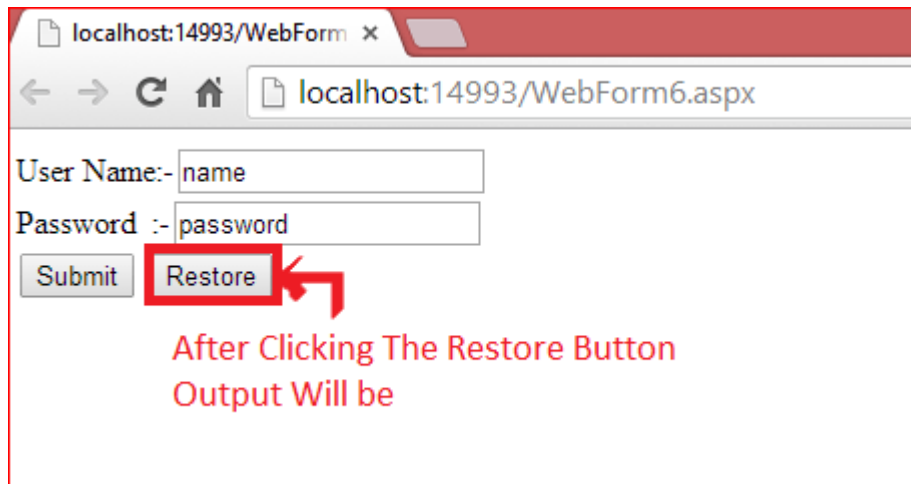 localhost:14993/WebForm
localhost:14993/WebForm6.aspx
User Name:- name
Password :- password
Submit Restore
After Clicking The Restore Button
Output Will be